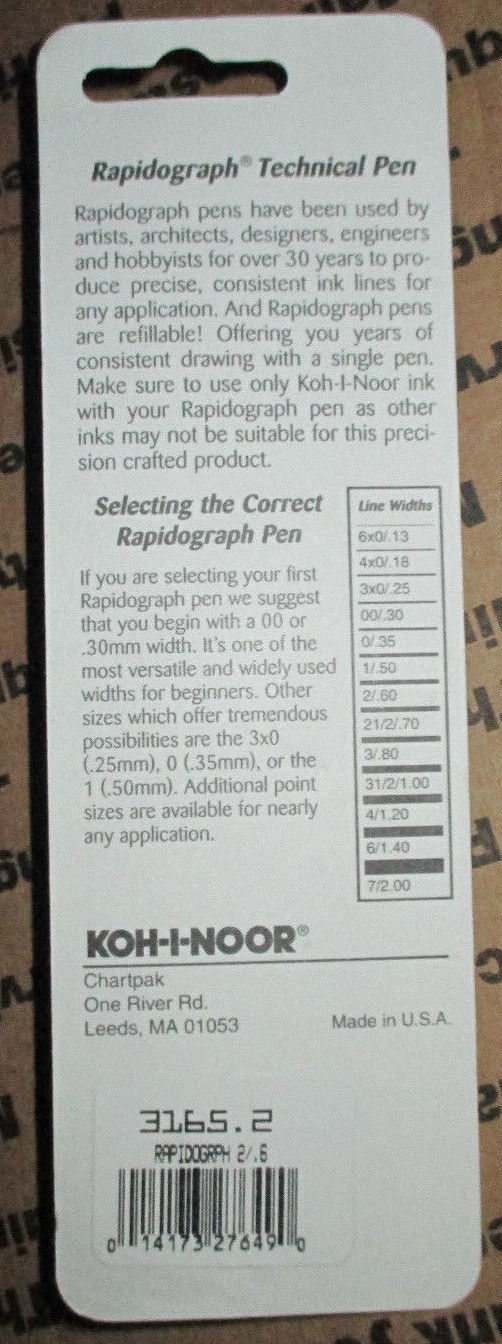 Rapidograph® Technical Pen
Rapidograph pens have been used by
artists, architects, designers, engineers
and hobbyists for over 30 years to pro-
duce precise, consistent ink lines for
any application. And Rapidograph pens
are refillable! Offering you years of
consistent drawing with a single pen.
Make sure to use only Koh-I-Noor ink
with your Rapidograph pen as other
inks may not be suitable for this preci-
sion crafted product.
Selecting the Correct
Rapidograph Pen
If you are selecting your first
Rapidograph pen we suggest
that you begin with a 00 or
.30mm width. It's one of the
most versatile and widely used
widths for beginners. Other
sizes which offer tremendous
possibilities are the 3x0
(.25mm), 0 (.35mm), or the
1 (.50mm). Additional point
sizes are available for nearly
any application.
Line Widths
6x0/.13
4x0/.18
3x0/.25
00/.30
0/.35
1/.50
2/.60
21/2/.70
3/.80
31/2/1.00
4/1.20
6/1.40
7/2.00
KOH-I-NOOR®
Chartpak
One River Rd.
Leeds, MA 01053
Made in U.S.A.
3165.2
RAPIDOGRPH 2/.6
0 14173 27649 0